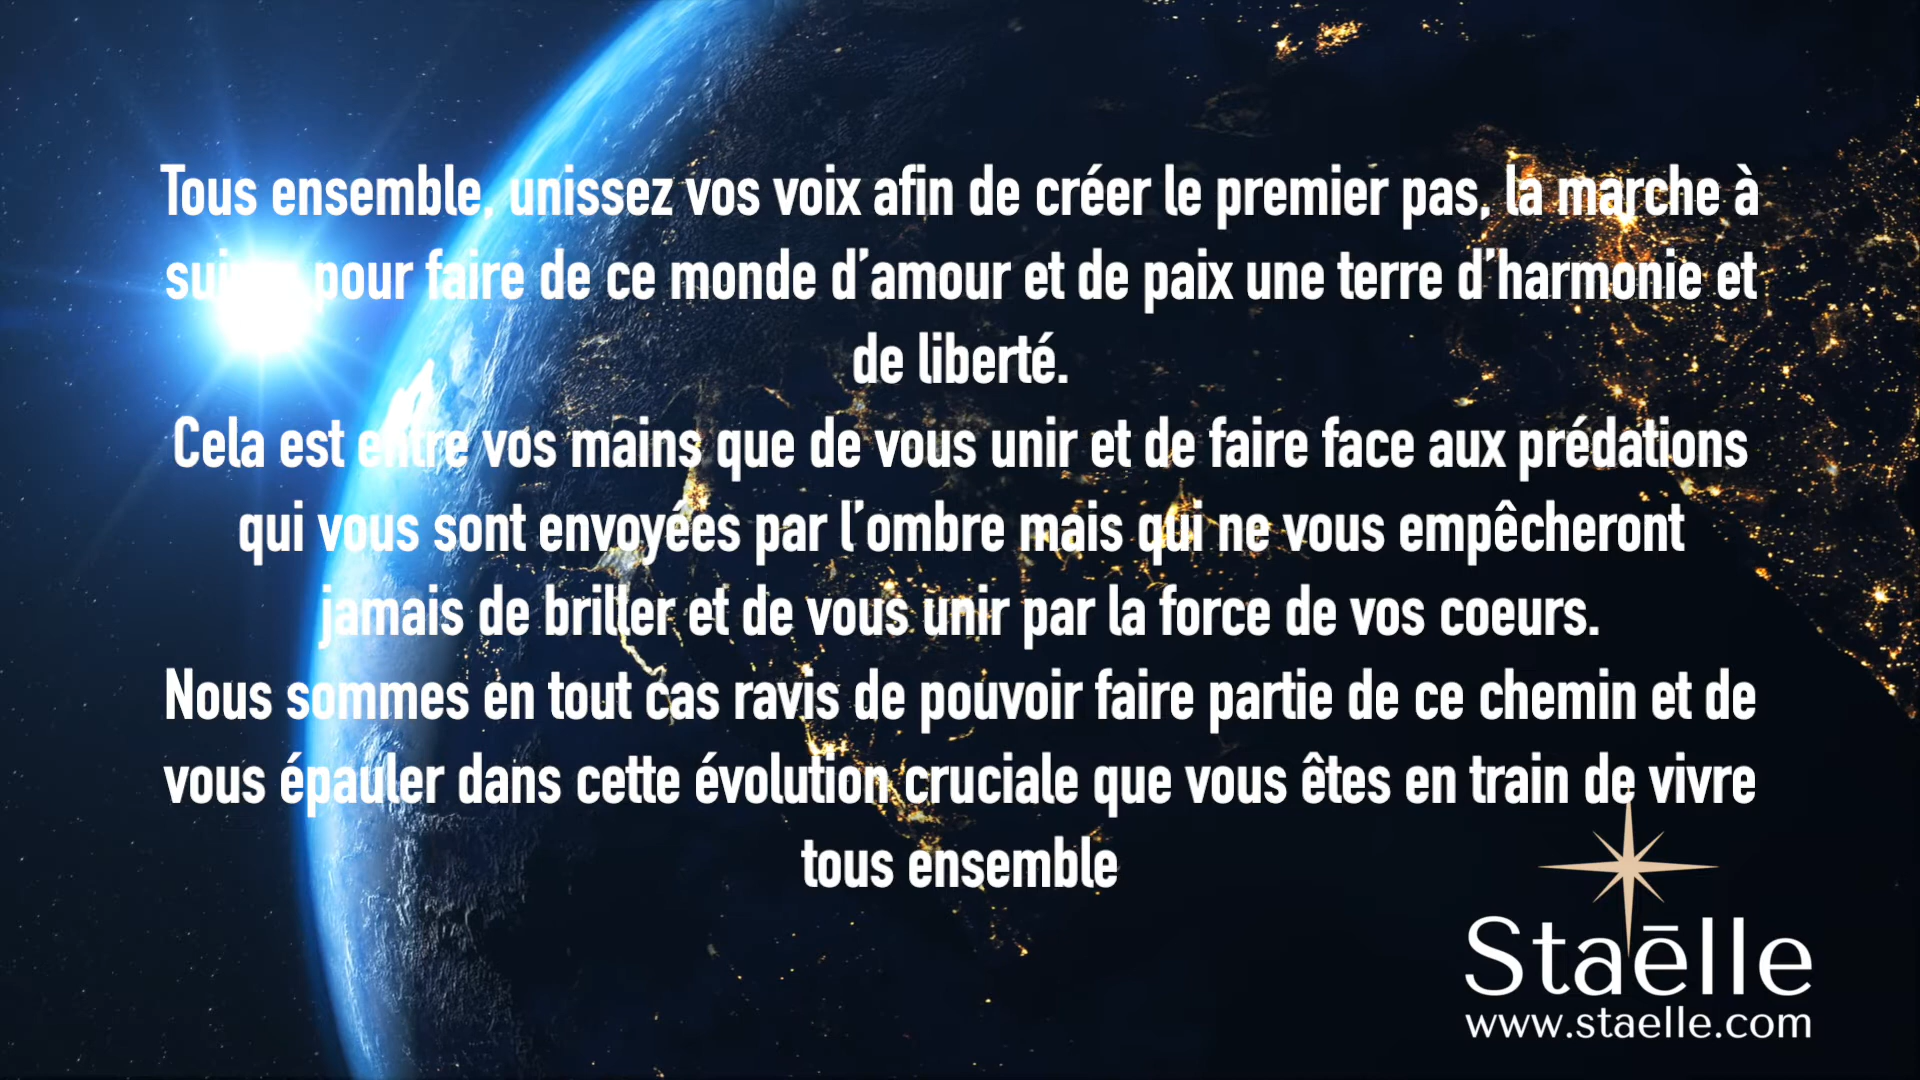 Tous ensemble, unissez vos voix afin de créer le premier pas, la marche à
suivre pour faire de ce monde d’amour et de paix une terre d’harmonie et
de liberté.
Cela est entre vos mains que de vous unir et de faire face aux prédations
qui vous sont envoyées par l’ombre mais qui ne vous empêcheront
jamais de briller et de vous unir par la force de vos coeurs.
Nous sommes en tout cas ravis de pouvoir faire partie de ce chemin et de
vous épauler dans cette évolution cruciale que vous êtes en train de vivre
tous ensemble
Staēlle
www.staelle.com